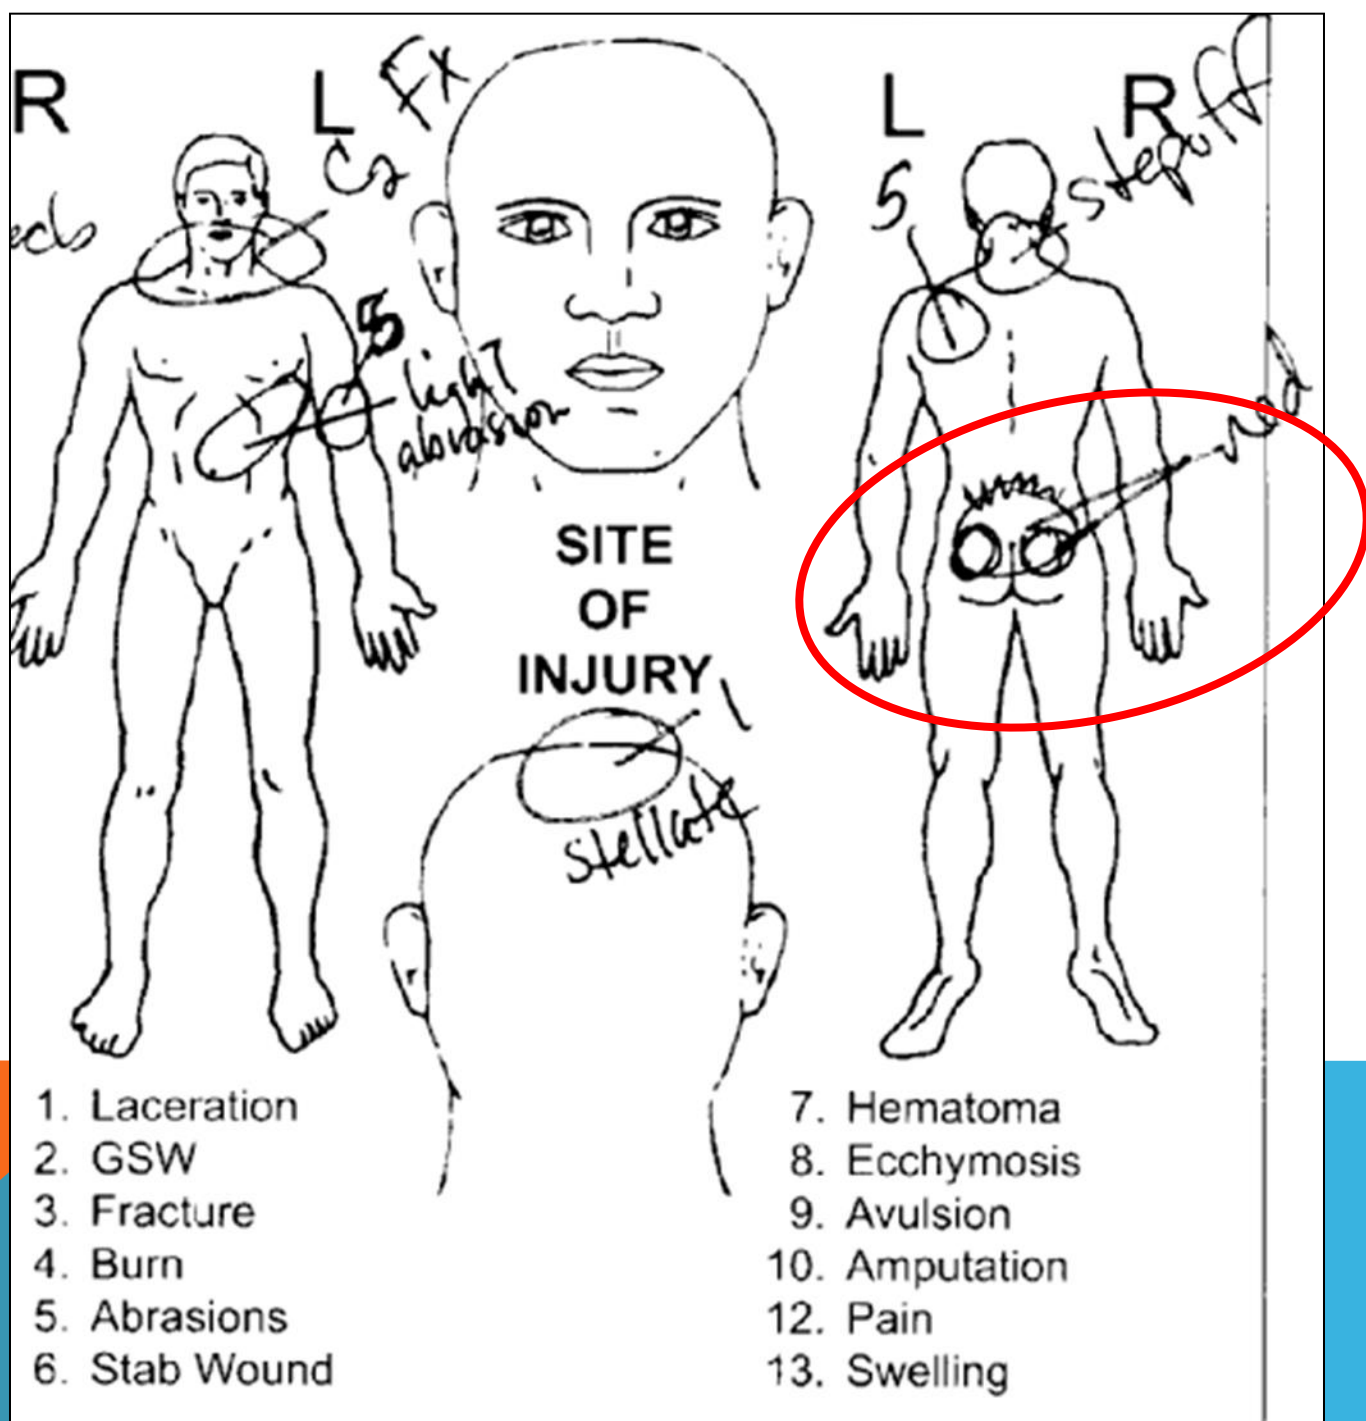 R
L
Fx
C2
L
R
stepoff
5
5
light
abrasion
red
SITE
OF
INJURY
1
stellate
1. Laceration
2. GSW
3. Fracture
4. Burn
5. Abrasions
6. Stab Wound
7. Hematoma
8. Ecchymosis
9. Avulsion
10. Amputation
12. Pain
13. Swelling